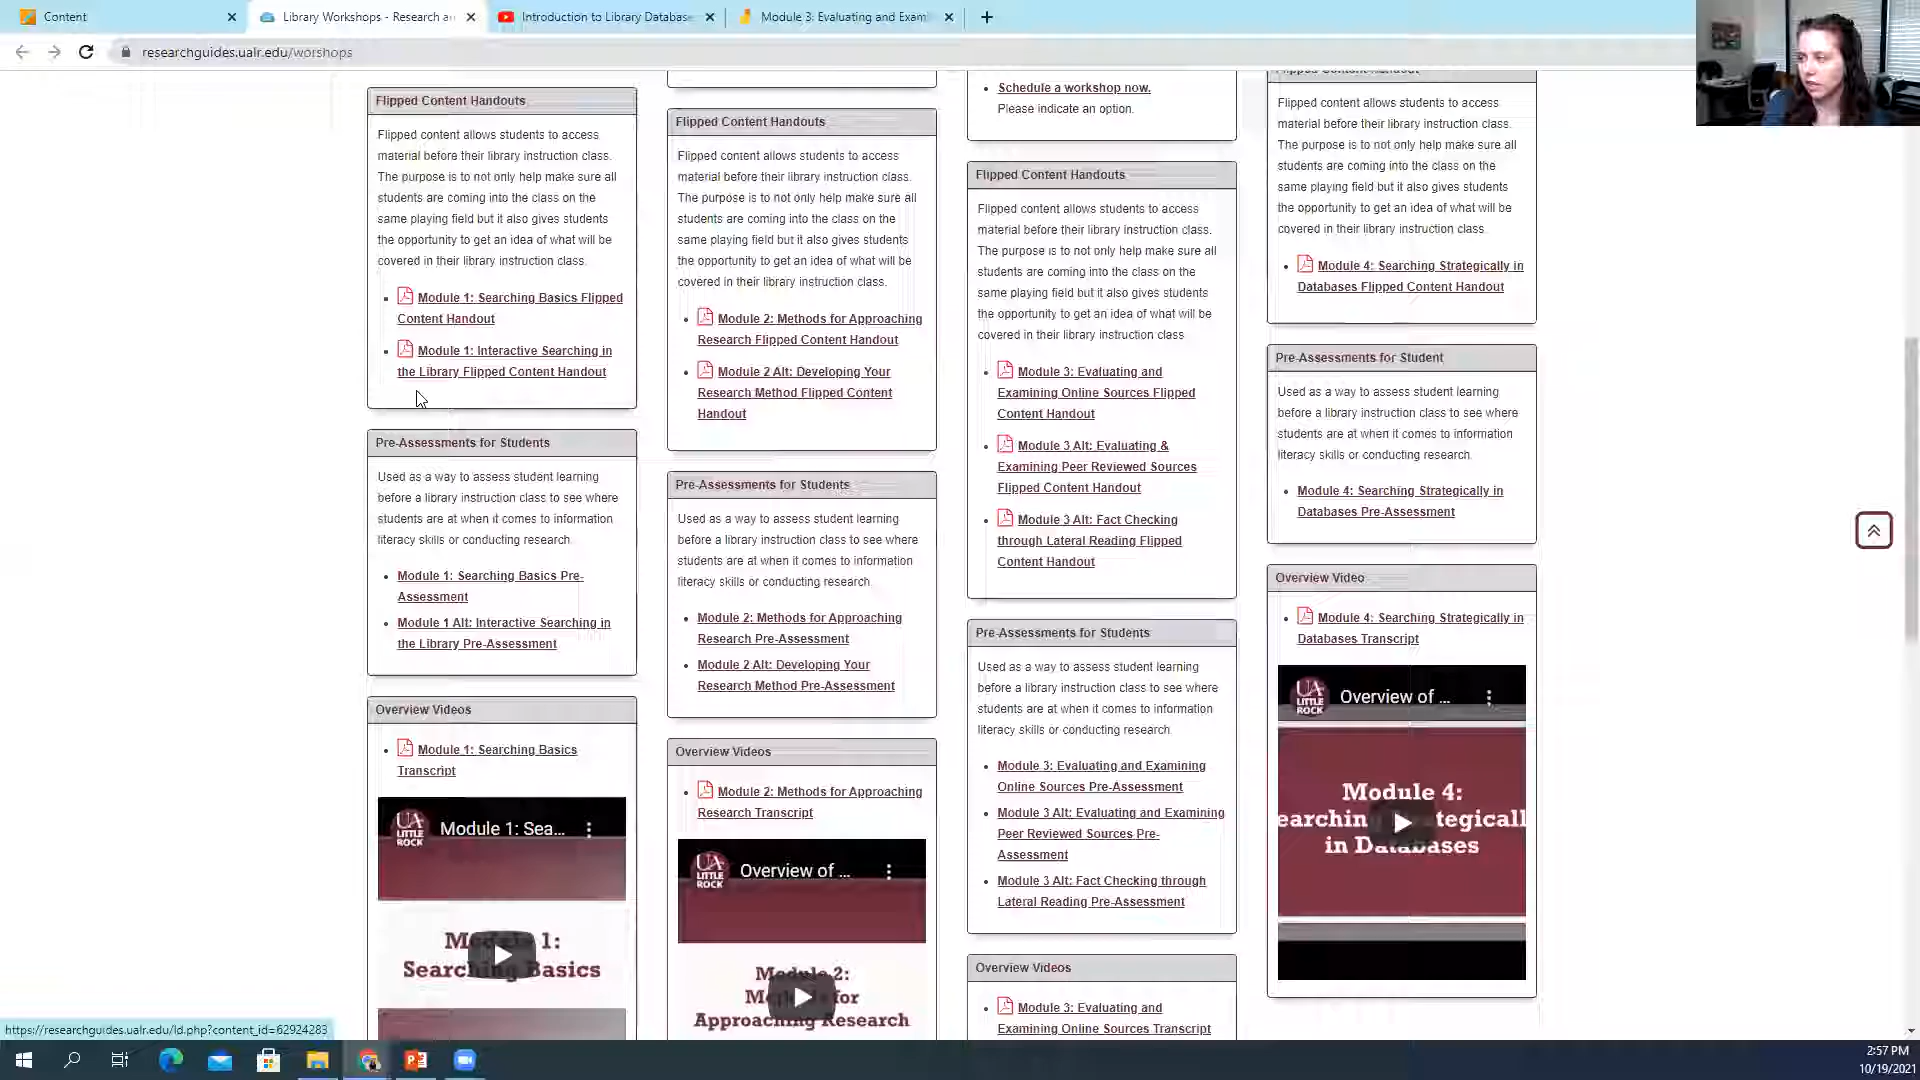 Content
Library Workshops - Research an
Introduction to Library Database
Module 3: Evaluating and Exam
researchguides.ualr.edu/worshops
Flipped Content Handouts
Flipped content allows students to access
material before their library instruction class.
The purpose is to not only help make sure all
students are coming into the class on the
same playing field but it also gives students
the opportunity to get an idea of what will be
covered in their library instruction class.
Module 1: Searching Basics Flipped
Content Handout
Module 1: Interactive Searching in
the Library Flipped Content Handout
Pre-Assessments for Students
Used as a way to assess student learning
before a library instruction class to see where
students are at when it comes to information
literacy skills or conducting research.
Module 1: Searching Basics Pre-
Assessment
Module 1 Alt: Interactive Searching in
the Library Pre-Assessment
Overview Videos
Module 1: Searching Basics
Transcript
UA
LITTLE
ROCK
Module 1: Sea...
Module 1:
Searching Basics
Flipped Content Handouts
Flipped content allows students to access
material before their library instruction class.
The purpose is to not only help make sure all
students are coming into the class on the
same playing field but it also gives students
the opportunity to get an idea of what will be
covered in their library instruction class.
Module 2: Methods for Approaching
Research Flipped Content Handout
Module 2 Alt: Developing Your
Research Method Flipped Content
Handout
Pre-Assessments for Students
Used as a way to assess student learning
before a library instruction class to see where
students are at when it comes to information
literacy skills or conducting research.
Module 2: Methods for Approaching
Research Pre-Assessment
Module 2 Alt: Developing Your
Research Method Pre-Assessment
Overview Videos
Module 2: Methods for Approaching
Research Transcript
UA
LITTLE
ROCK
Overview of ...
Module 2:
Methods for
Approaching Research
Schedule a workshop now.
Please indicate an option.
Flipped Content Handouts
Flipped content allows students to access
material before their library instruction class.
The purpose is to not only help make sure all
students are coming into the class on the
same playing field but it also gives students
the opportunity to get an idea of what will be
covered in their library instruction class
Module 3: Evaluating and
Examining Online Sources Flipped
Content Handout
Module 3 Alt: Evaluating &
Examining Peer Reviewed Sources
Flipped Content Handout
Module 3 Alt: Fact Checking
through Lateral Reading Flipped
Content Handout
Pre-Assessments for Students
Used as a way to assess student learning
before a library instruction class to see where
students are at when it comes to information
literacy skills or conducting research.
Module 3: Evaluating and Examining
Online Sources Pre-Assessment
Module 3 Alt: Evaluating and Examining
Peer Reviewed Sources Pre-
Assessment
Module 3 Alt: Fact Checking through
Lateral Reading Pre-Assessment
Overview Videos
Module 3: Evaluating and
Examining Online Sources Transcript
Flipped Content Handout
Flipped content allows students to access
material before their library instruction class.
The purpose is to not only help make sure all
students are coming into the class on the
same playing field but it also gives students
the opportunity to get an idea of what will be
covered in their library instruction class.
Module 4: Searching Strategically in
Databases Flipped Content Handout
Pre-Assessments for Student
Used as a way to assess student learning
before a library instruction class to see where
students are at when it comes to information
literacy skills or conducting research.
Module 4: Searching Strategically in
Databases Pre-Assessment
Overview Video
Module 4: Searching Strategically in
Databases Transcript
UA
LITTLE
ROCK
Overview of ...
Module 4:
in Databases
https://researchguides.ualr.edu/ld.php?content_id=62924283
2:57 PM
10/19/2021